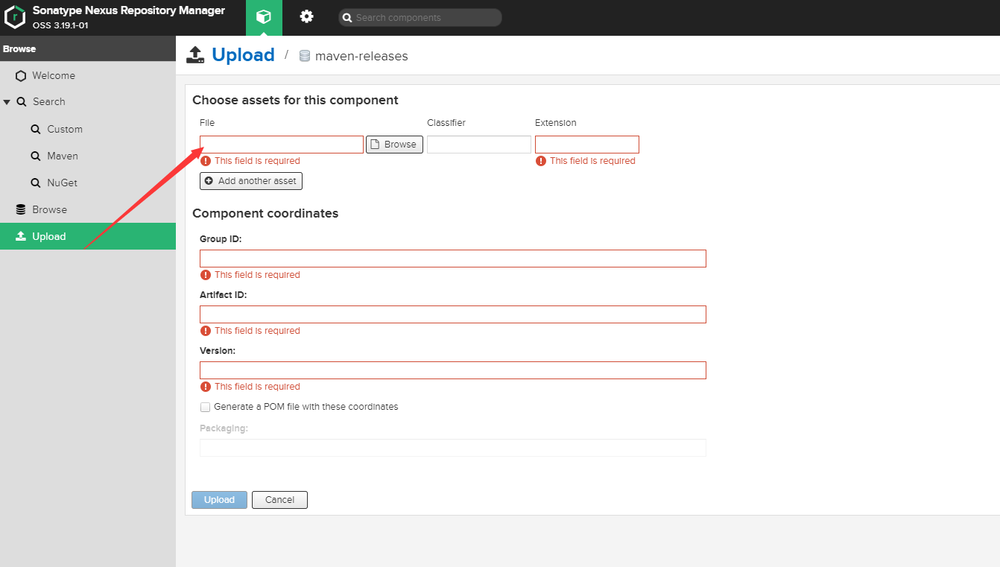 Sonatype Nexus Repository Manager
OSS 3.19.1-01
Search components
Browse
Welcome
Search
Custom
Maven
NuGet
Browse
Upload
Upload / maven-releases
Choose assets for this component
File Classifier Extension
Browse
This field is required This field is required
Add another asset
Component coordinates
Group ID:
This field is required
Artifact ID:
This field is required
Version:
This field is required
Generate a POM file with these coordinates
Packaging:
Upload Cancel